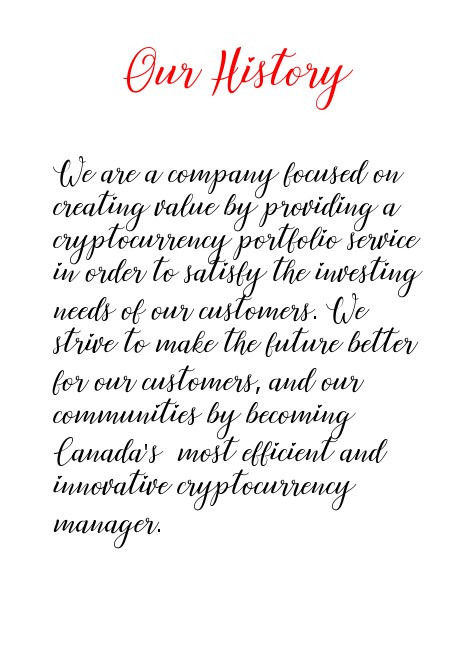 Our History
We are a company focused on
creating value by providing a
cryptocurrency portfolio service
in order to satisfy the investing
needs of our customers. We
strive to make the future better
for our customers, and our
communities by becoming
Canada's  most efficient and
innovative cryptocurrency
manager.